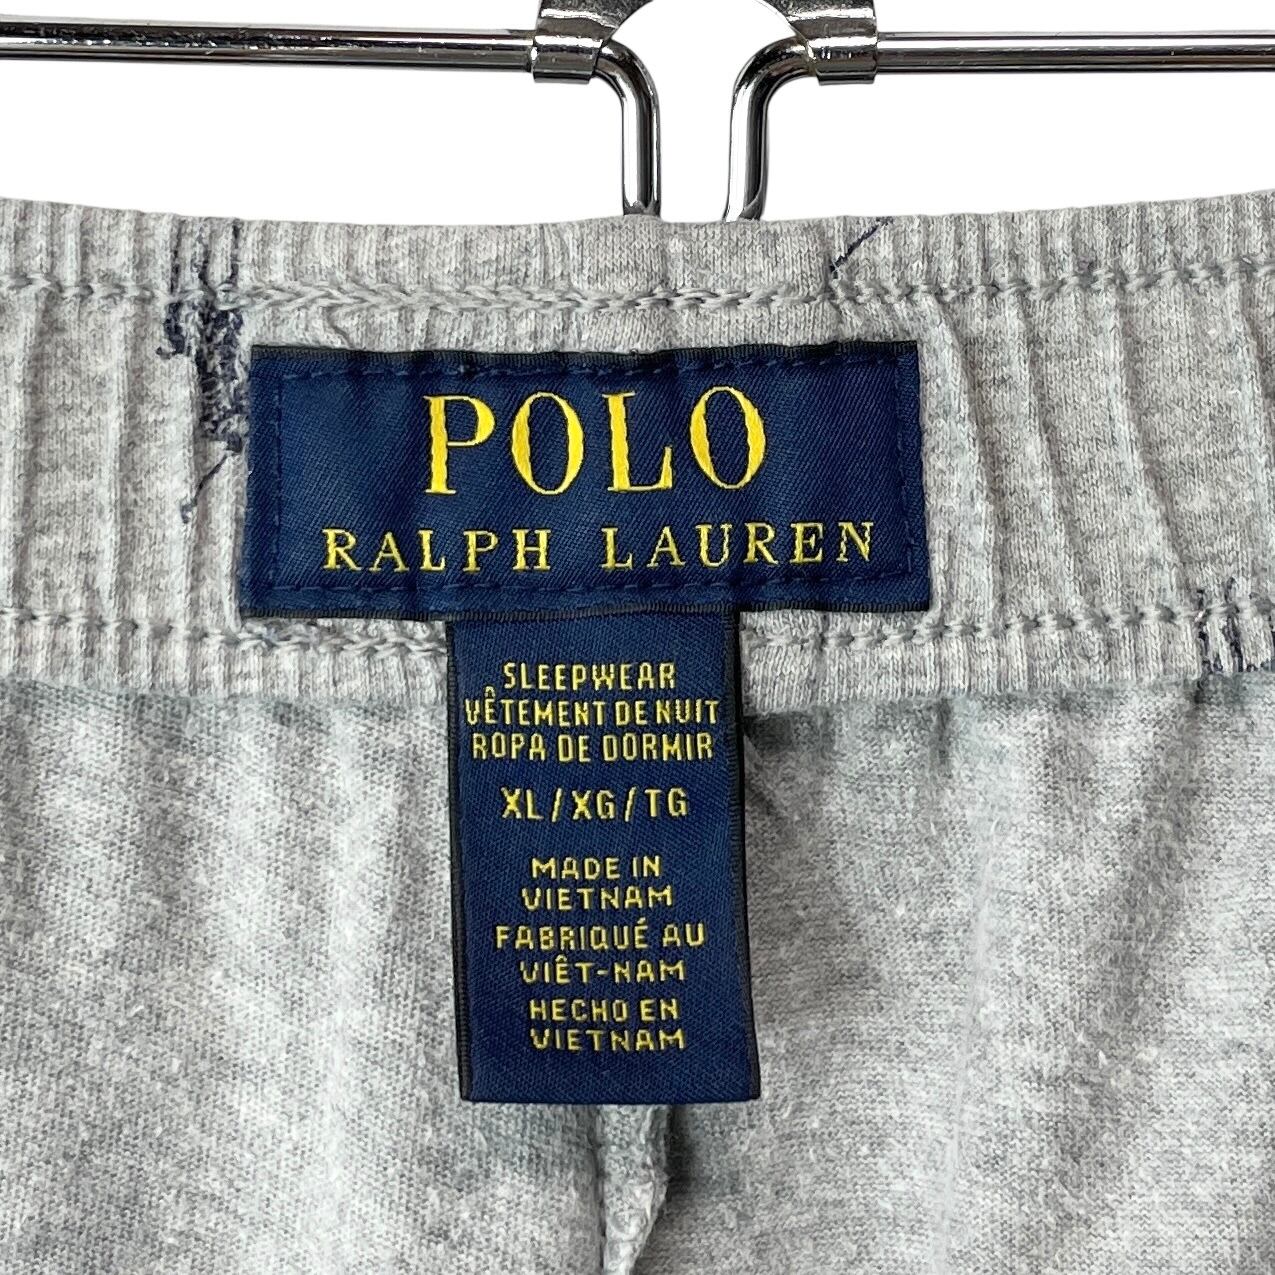 POLO
RALPH LAUREN
SLEEPWEAR
VÊTEMENT DE NUIT
ROPA DE DORMIR
XL/XG/TG
MADE IN
VIETNAM
FABRIQUÉ AU
VIÊT-NAM
HECHO EN
VIETNAM